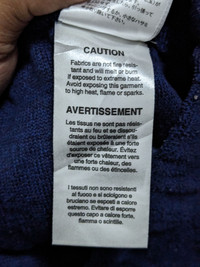 CAUTION
Fabrics are not fire resis-
tant and will melt or burn
if exposed to extreme heat.
Avoid exposing this garment
to high heat, flame or sparks.
AVERTISSEMENT
Les tissus ne sont pas résis-
tants au feu et se dissou-
draient ou brûleraient s'ils
étaient exposés à une forte
source de chaleur. Évitez
d'exposer ce vêtement vers
une forte chaleur, des
flammes ou des étincelles.
I tessuti non sono resistenti
al fuoco e si sciolgono e
bruciano se esposti a calore
estremo. Evitare di esporre
questo capo a calore forte,
fiamma o scintille.